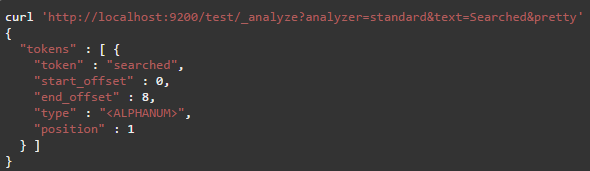 curl ‘http://localhost:9200/test/_analyze?analyzer=standard&text=Searched&pretty’
{
  "tokens" : [ {
    "token" : "searched",
    "start_offset" : 0,
    "end_offset" : 8,
    "type" : "<ALPHANUM>",
    "position" : 1
  } ]
}